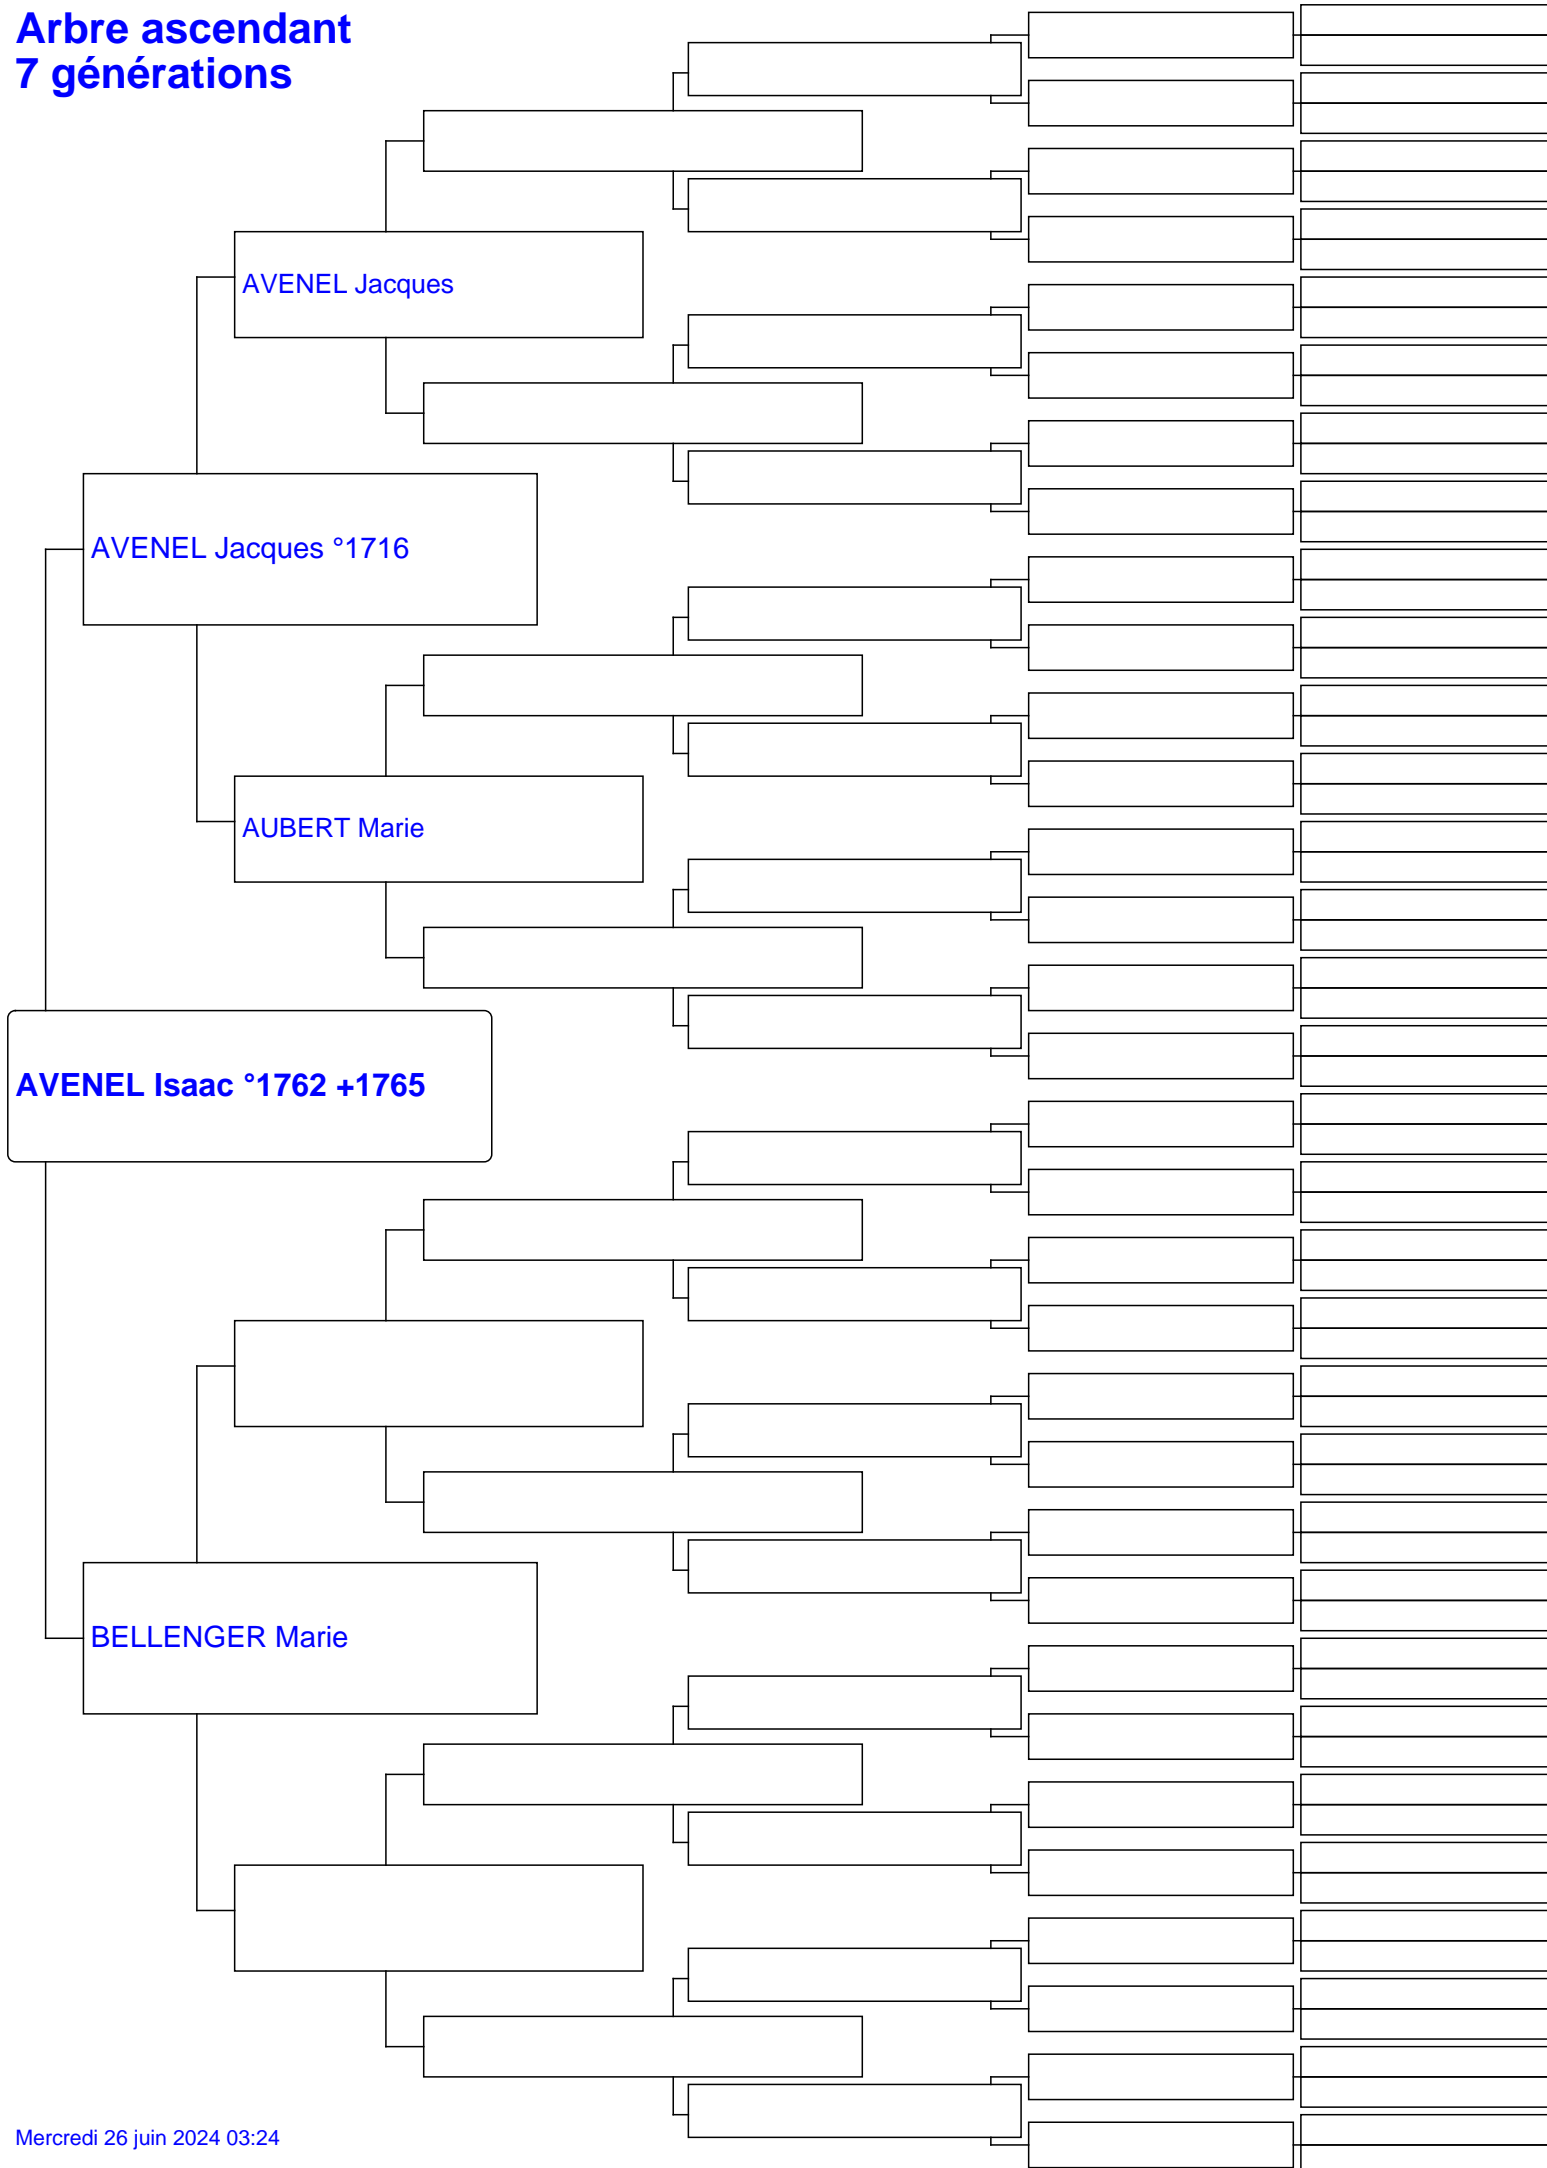 Arbre ascendant
7 générations
AVENEL Jacques
AVENEL Jacques °1716
AUBERT Marie
AVENEL Isaac °1762 +1765
BELLENGER Marie
Mercredi 26 juin 2024 03:24